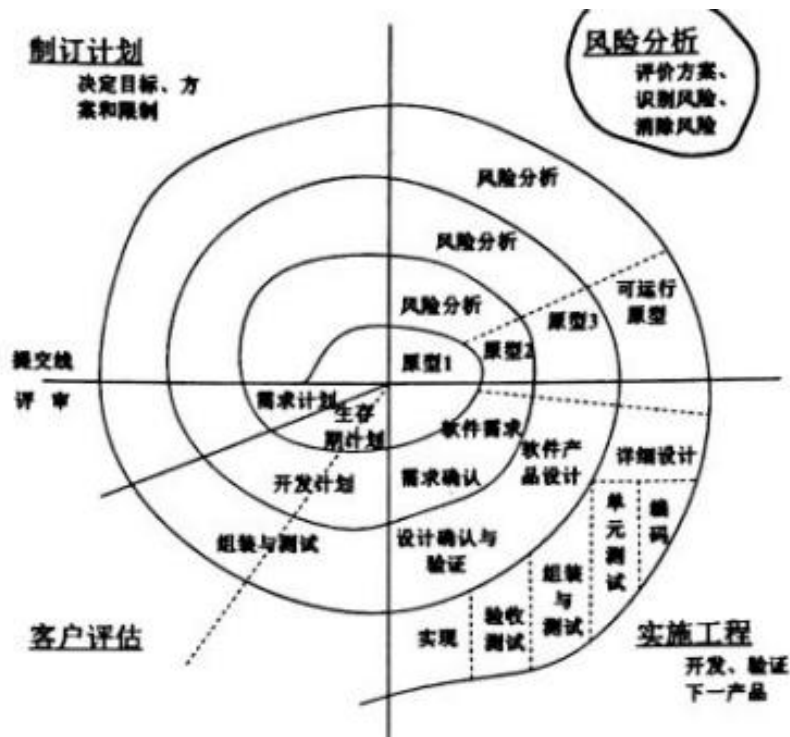 制订计划
决定目标、方
案和限制
风险分析
评价方案、
识别风险、
消除风险
风险分析
风险分析
风险分析
可运行
原型
原型3
原型2
原型1
提交线
评 审
需求计划
生存
期计划
软件需求
软件产
品设计
详细设计
开发计划
需求确认
单元测试
编码
组装与测试
设计确认与
验证
组装与测试
实现
验收
测试
客户评估
实施工程
开发、验证
下一产品